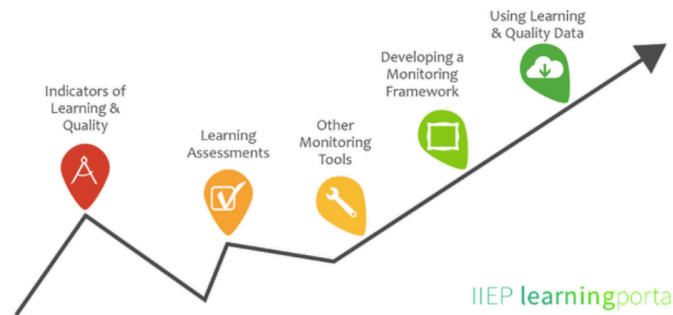 Indicators of
Learning &
Quality
Learning
Assessments
Other
Monitoring
Tools
Developing a
Monitoring
Framework
Using Learning
& Quality Data
IIEP learningporta